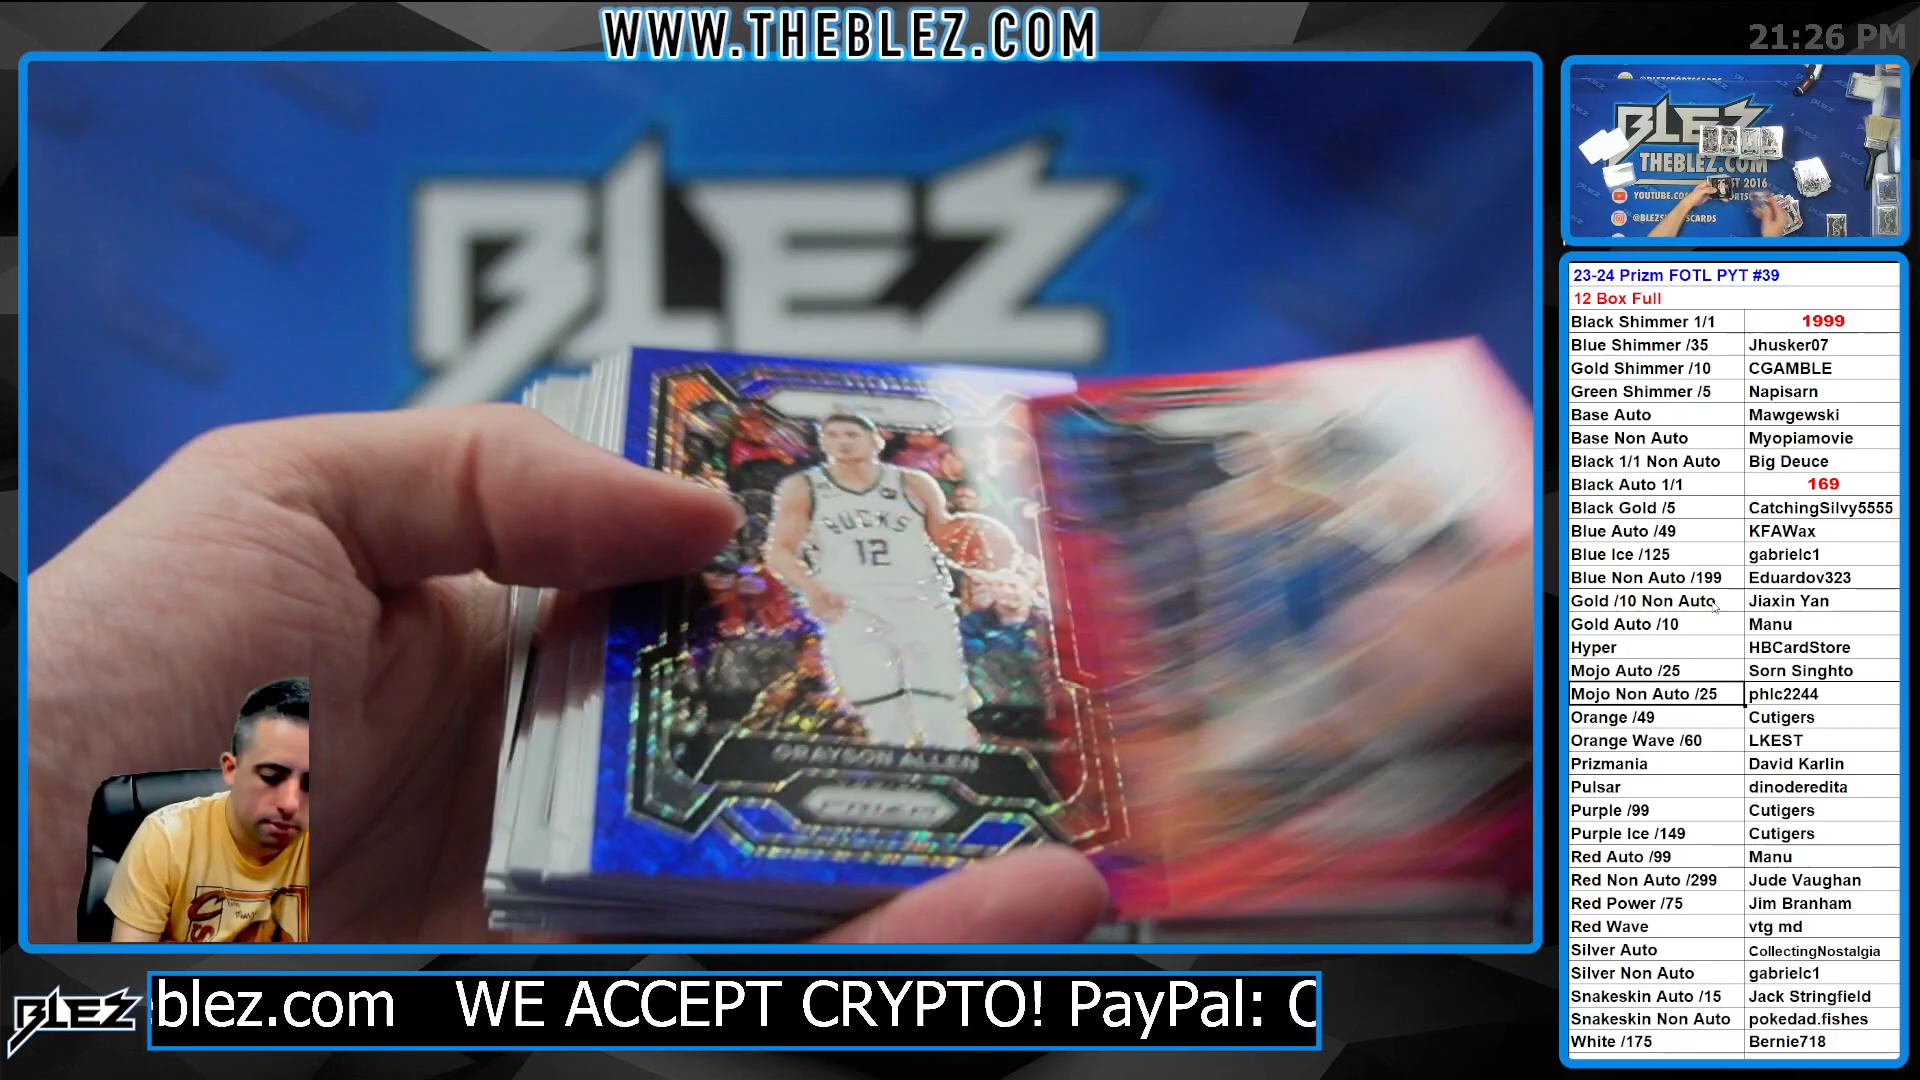 WWW.THEBLEZ.COM
21:26 PM
BLEZ
BUCKS
12
GRAYSON ALLEN
PRIZM
BLEZ
THEBLEZ.COM
23-24 Prizm FOTL PYT #39
12 Box Full
Black Shimmer 1/1 1999
Blue Shimmer /35 Jhusker07
Gold Shimmer /10 CGAMBLE
Green Shimmer /5 Napisarn
Base Auto Mawgewski
Base Non Auto Myopiamovie
Black 1/1 Non Auto Big Deuce
Black Auto 1/1 169
Black Gold /5 CatchingSilvy5555
Blue Auto /49 KFAWax
Blue Ice /125 gabrielc1
Blue Non Auto /199 Eduardov323
Gold /10 Non Auto Jiaxin Yan
Gold Auto /10 Manu
Hyper HBCardStore
Mojo Auto /25 Sorn Singhto
Mojo Non Auto /25 phlc2244
Orange /49 Cutigers
Orange Wave /60 LKEST
Prizmania David Karlin
Pulsar dinoderedita
Purple /99 Cutigers
Purple Ice /149 Cutigers
Red Auto /99 Manu
Red Non Auto /299 Jude Vaughan
Red Power /75 Jim Branham
Red Wave vtg md
Silver Auto CollectingNostalgia
Silver Non Auto gabrielc1
Snakeskin Auto /15 Jack Stringfield
Snakeskin Non Auto pokedad.fishes
White /175 Bernie718
BLEZ
blez.com WE ACCEPT CRYPTO! PayPal: